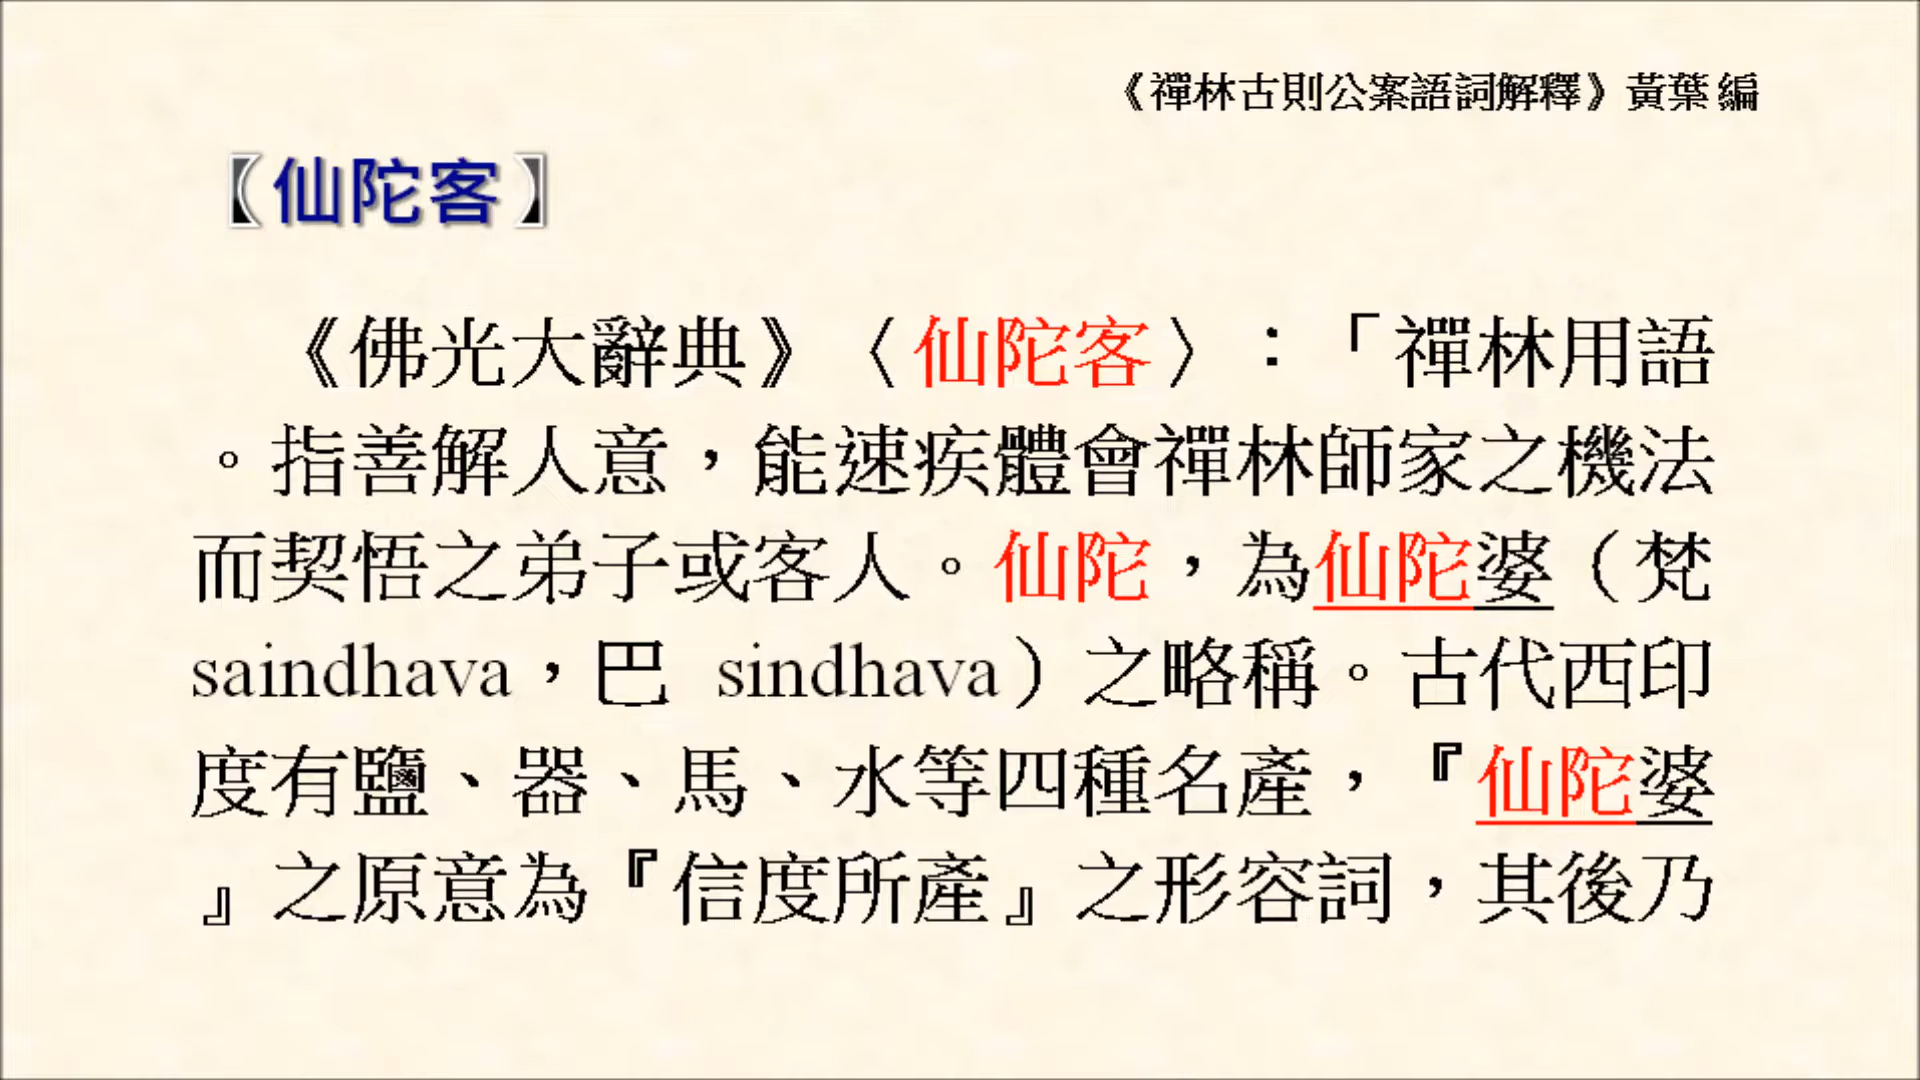 《禪林古則公案語詞解釋》黃葉 編
【仙陀客】
《佛光大辭典》〈仙陀客〉：「禪林用語
。指善解人意，能速疾體會禪林師家之機法
而契悟之弟子或客人。仙陀，為仙陀婆（梵
saindhava，巴 sindhava）之略稱。古代西印
度有鹽、器、馬、水等四種名產，『仙陀婆
』之原意為『信度所產』之形容詞，其後乃